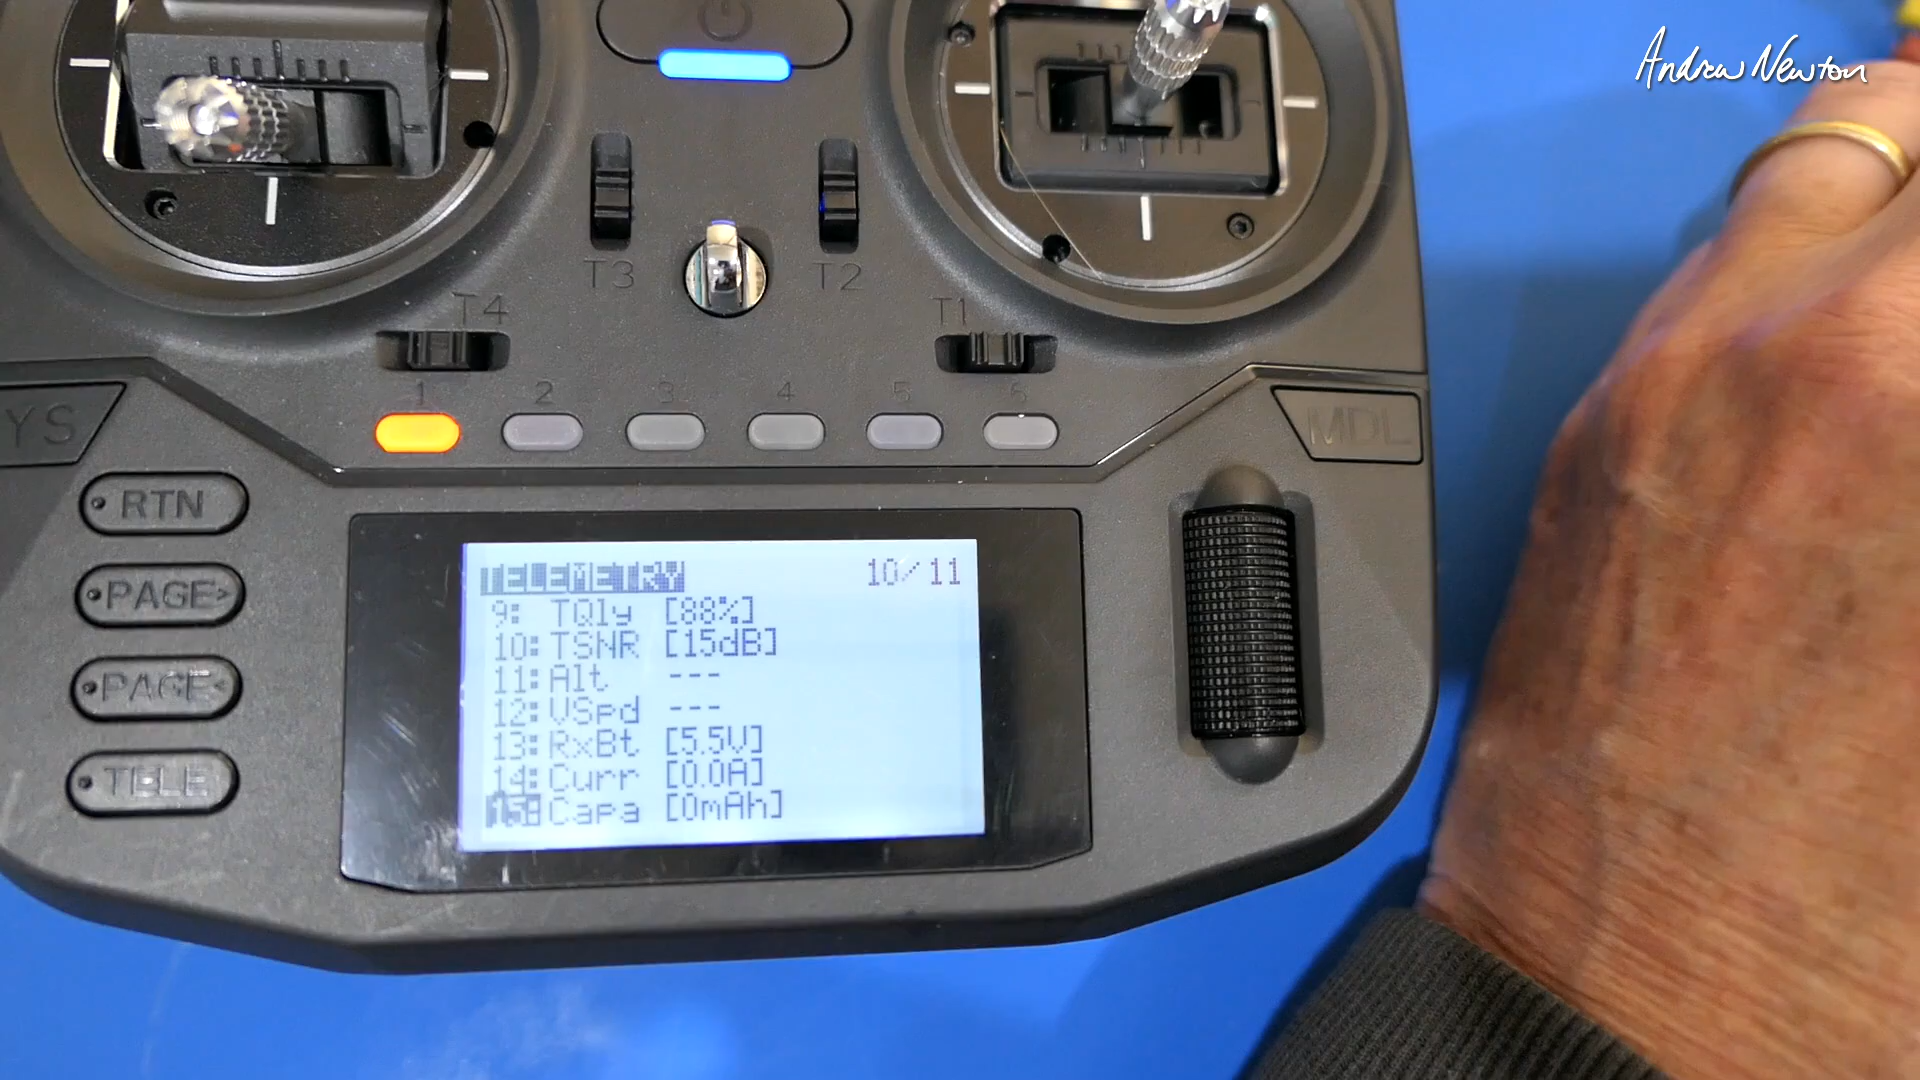 Andrew Newton
T3
T2
T4
T1
1 2 3 4 5 6
YS
MDL
RTN
PAGE>
PAGE<
TELE
TELEMETRY 10/11
9: TQly [88%]
10: TSNR [15dB]
11: Alt ---
12: VSpd ---
13: RxBt [5.5V]
14: Curr [0.0A]
15: Capa [0mAh]